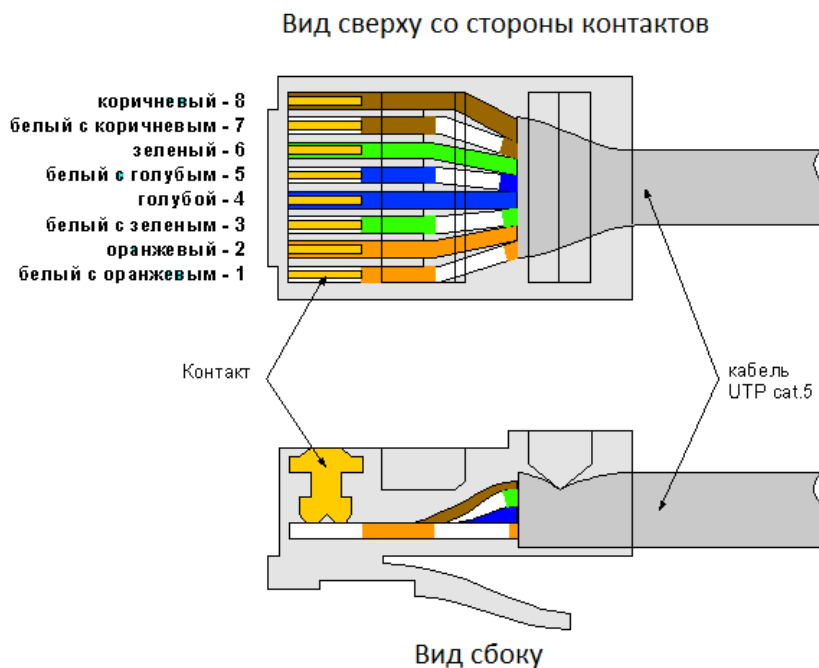 Вид сверху со стороны контактов
коричневый - 8
белый с коричневым - 7
зеленый - 6
белый с голубым - 5
голубой - 4
белый с зеленым - 3
оранжевый - 2
белый с оранжевым - 1
Контакт
кабель
UTP cat.5
Вид сбоку